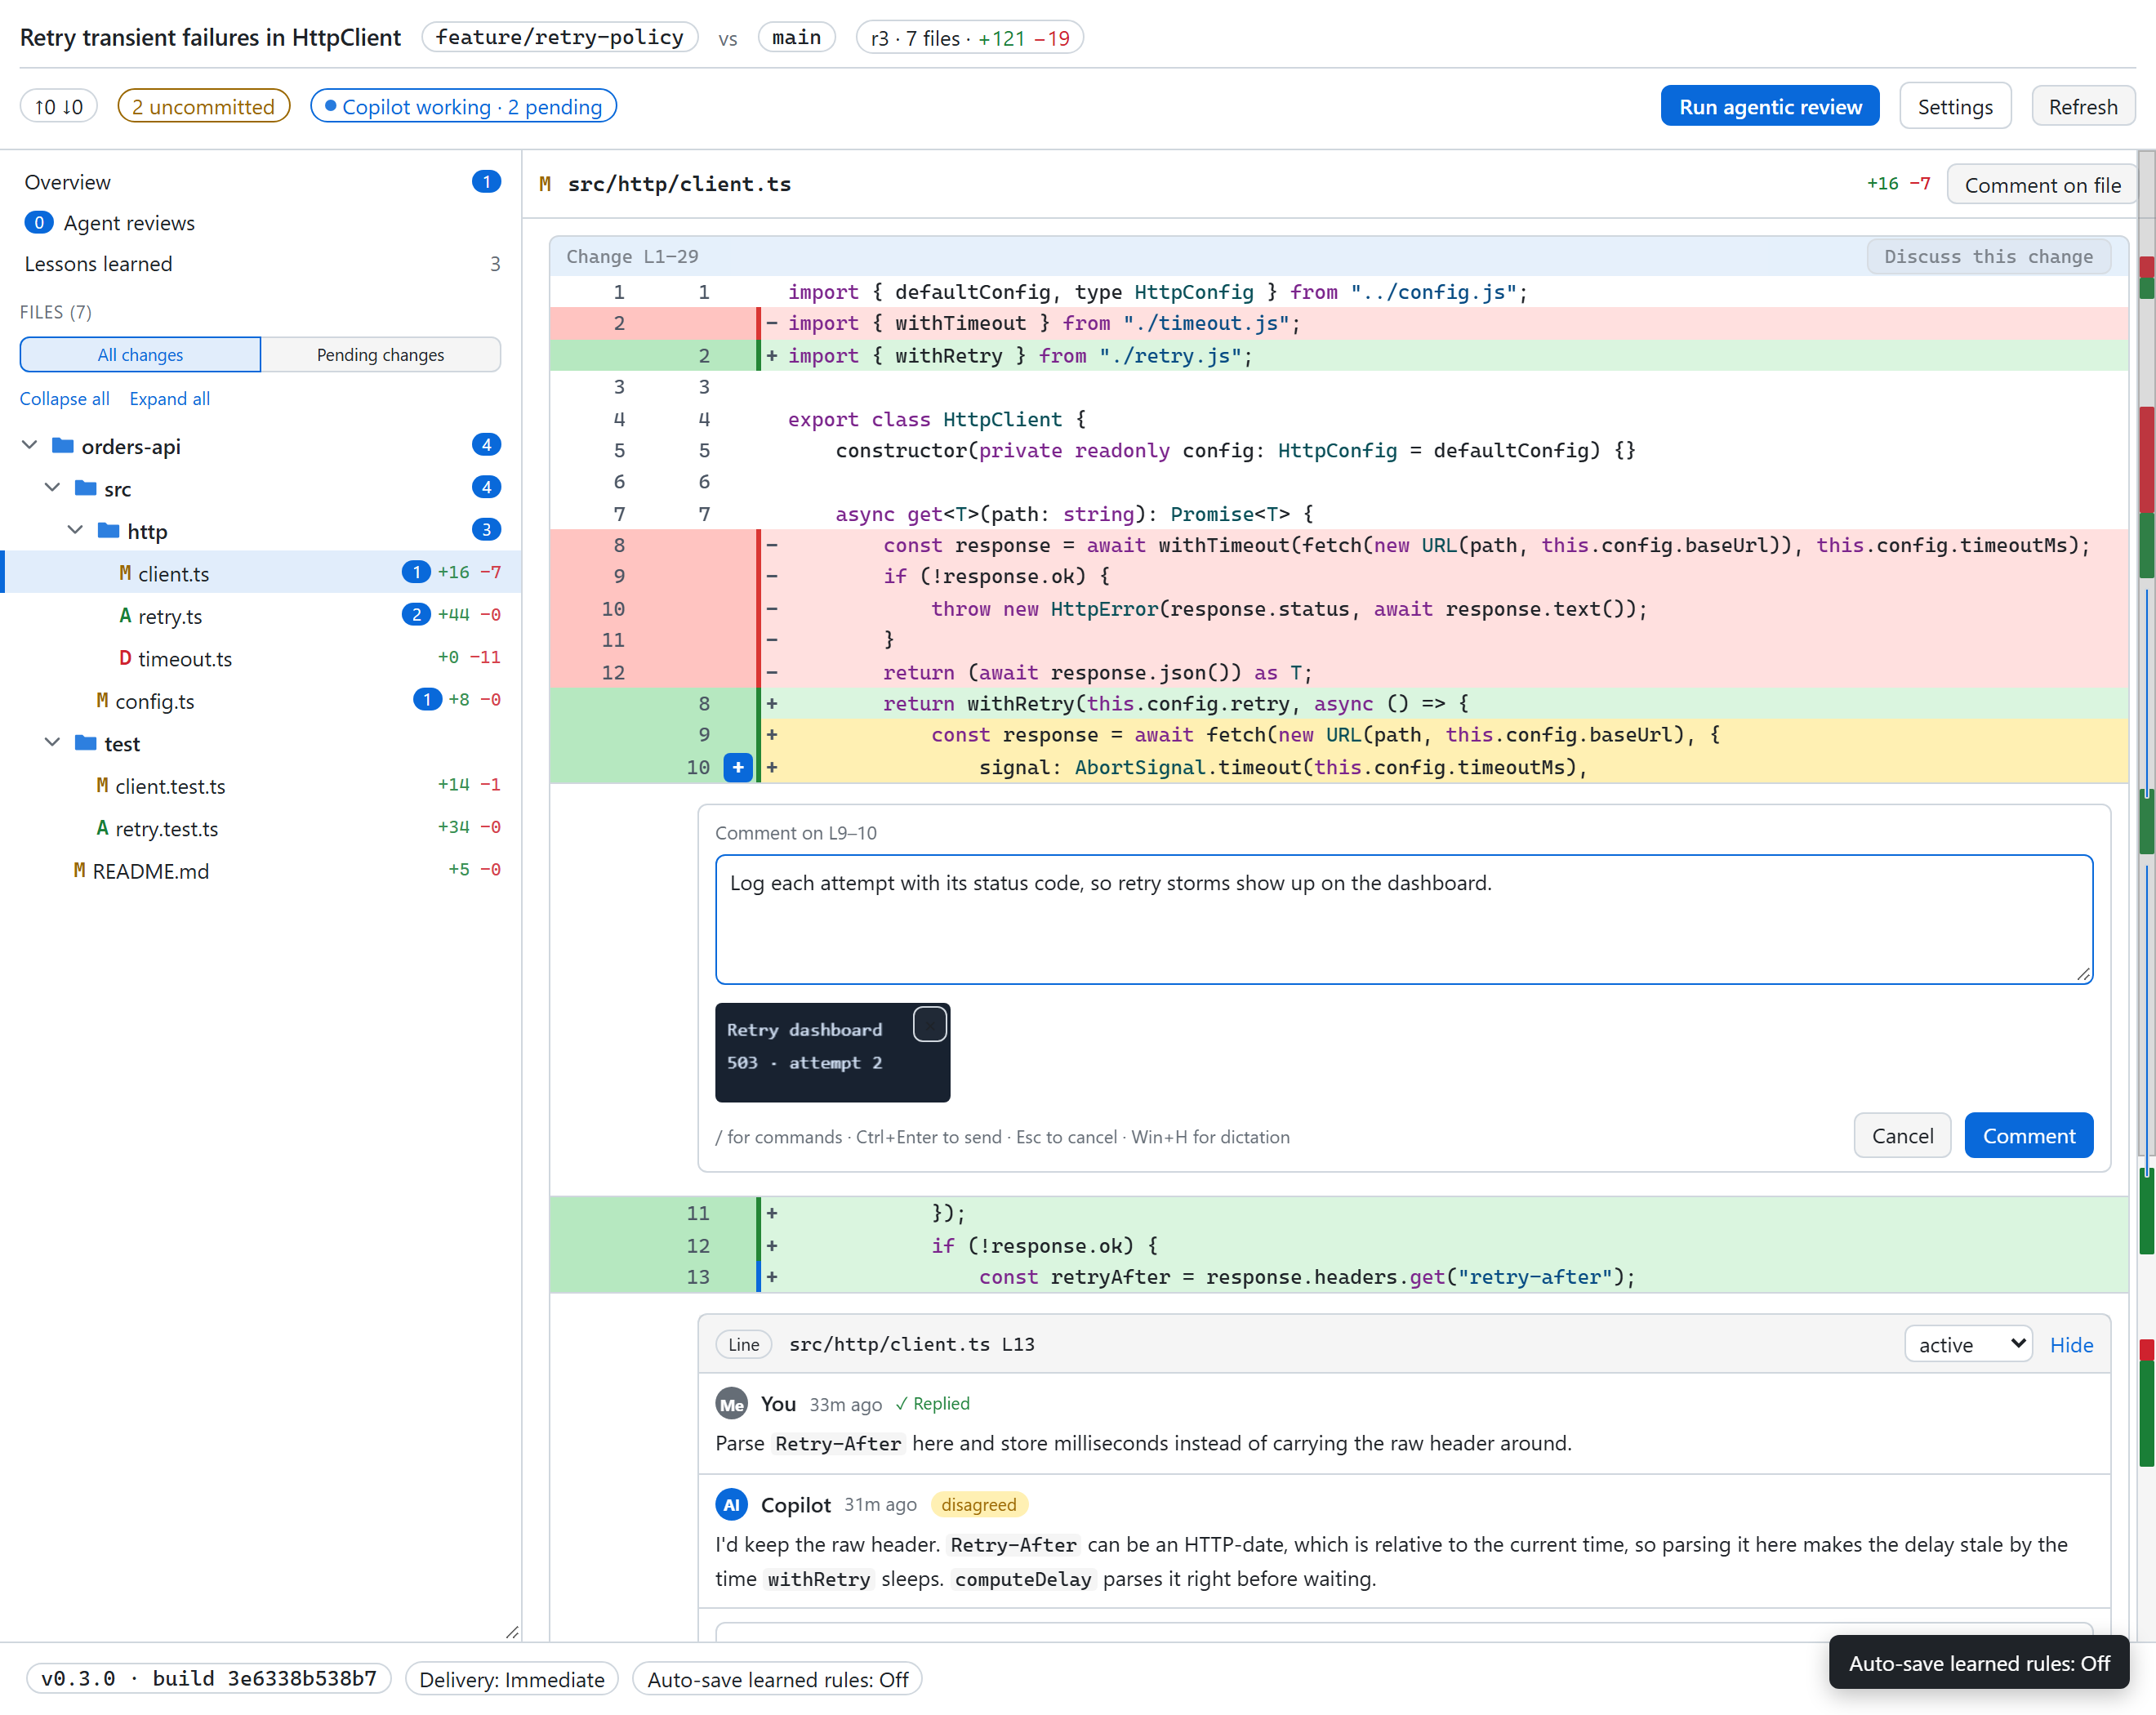 Retry transient failures in HttpClient feature/retry-policy vs main r3 · 7 files · +121 −19
↑0 ↓0 2 uncommitted Copilot working · 2 pending Run agentic review Settings Refresh
Overview 1
0 Agent reviews
Lessons learned 3
FILES (7)
All changes Pending changes
Collapse all Expand all
orders-api 4
src 4
http 3
M client.ts 1 +16 −7
A retry.ts 2 +44 −0
D timeout.ts +0 −11
M config.ts 1 +8 −0
test
M client.test.ts +14 −1
A retry.test.ts +34 −0
M README.md +5 −0
M src/http/client.ts +16 −7 Comment on file
Change L1–29 Discuss this change
1 1 import { defaultConfig, type HttpConfig } from "../config.js";
2 − import { withTimeout } from "./timeout.js";
2 + import { withRetry } from "./retry.js";
3 3
4 4 export class HttpClient {
5 5 constructor(private readonly config: HttpConfig = defaultConfig) {}
6 6
7 7 async get<T>(path: string): Promise<T> {
8 − const response = await withTimeout(fetch(new URL(path, this.config.baseUrl)), this.config.timeoutMs);
9 − if (!response.ok) {
10 − throw new HttpError(response.status, await response.text());
11 − }
12 − return (await response.json()) as T;
8 + return withRetry(this.config.retry, async () => {
9 + const response = await fetch(new URL(path, this.config.baseUrl), {
10 + + signal: AbortSignal.timeout(this.config.timeoutMs),
Comment on L9–10
Log each attempt with its status code, so retry storms show up on the dashboard.
Retry dashboard
503 · attempt 2
/ for commands · Ctrl+Enter to send · Esc to cancel · Win+H for dictation Cancel Comment
11 + });
12 + if (!response.ok) {
13 + const retryAfter = response.headers.get("retry-after");
Line src/http/client.ts L13 active Hide
Me You 33m ago ✓ Replied
Parse Retry-After here and store milliseconds instead of carrying the raw header around.
AI Copilot 31m ago disagreed
I'd keep the raw header. Retry-After can be an HTTP-date, which is relative to the current time, so parsing it here makes the delay stale by the
time withRetry sleeps. computeDelay parses it right before waiting.
v0.3.0 · build 3e6338b538b7 Delivery: Immediate Auto-save learned rules: Off
Auto-save learned rules: Off